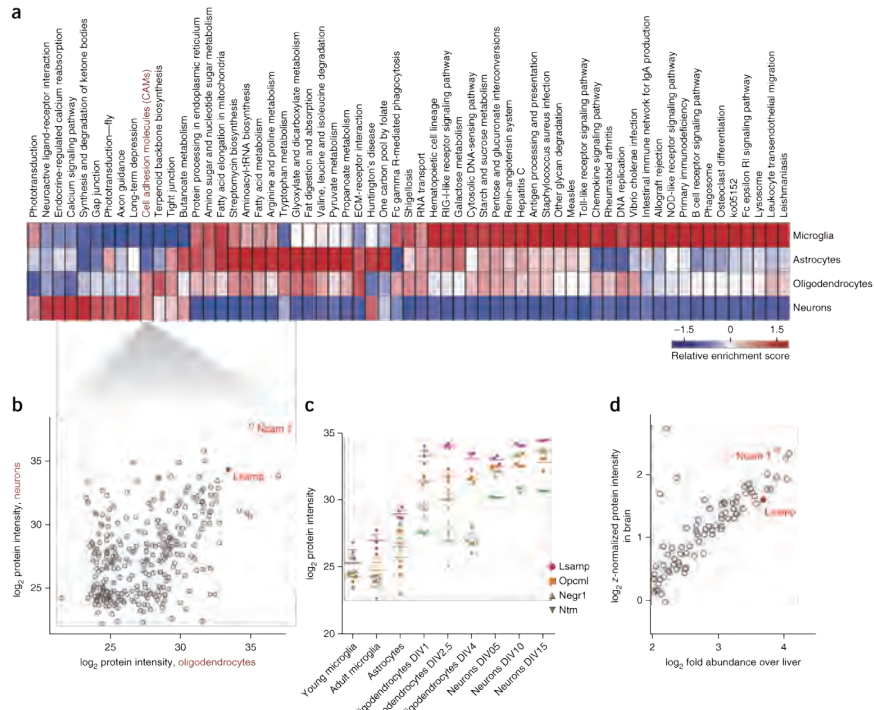 a
Phototransduction
Neuroactive ligand-receptor interaction
Endocrine-regulated calcium reabsorption
Calcium signaling pathway
Synthesis and degradation of ketone bodies
Gap junction
Phototransduction—fly
Axon guidance
Long-term depression
Cell adhesion molecules (CAMs)
Terpenoid backbone biosynthesis
Tight junction
Butanoate metabolism
Protein processing in endoplasmic reticulum
Amino sugar and nucleotide sugar metabolism
Fatty acid elongation in mitochondria
Streptomycin biosynthesis
Aminoacyl-tRNA biosynthesis
Fatty acid metabolism
Arginine and proline metabolism
Tryptophan metabolism
Glyoxylate and dicarboxylate metabolism
Fat digestion and absorption
Valine, leucine and isoleucine degradation
Pyruvate metabolism
Propanoate metabolism
ECM-receptor interaction
Huntington's disease
One carbon pool by folate
Fc gamma R-mediated phagocytosis
Shigellosis
RNA transport
RIG-I-like receptor signaling pathway
Hematopoietic cell lineage
Galactose metabolism
Cytosolic DNA-sensing pathway
Starch and sucrose metabolism
Pentose and glucuronate interconversions
Renin-angiotensin system
Hepatitis C
Antigen processing and presentation
Staphylococcus aureus infection
Other glycan degradation
Measles
Toll-like receptor signaling pathway
Chemokine signaling pathway
Rheumatoid arthritis
DNA replication
Vibrio cholerae infection
Intestinal immune network for IgA production
Allograft rejection
NOD-like receptor signaling pathway
Primary immunodeficiency
B cell receptor signaling pathway
Phagosome
Osteoclast differentiation
ko05152
Fc epsilon RI signaling pathway
Lysosome
Leukocyte transendothelial migration
Leishmaniasis
Microglia
Astrocytes
Oligodendrocytes
Neurons
−1.5 0 1.5
Relative enrichment score
b
log2 protein intensity, neurons
35
30
25
Ncam 1
Lsamp
25 30 35
log2 protein intensity, oligodendrocytes
c
log2 protein intensity
35
30
25
20
Lsamp
Opcml
Negr1
Ntm
Young microglia
Adult microglia
Astrocytes
Oligodendrocytes DIV1
Oligodendrocytes DIV2.5
Oligodendrocytes DIV4
Neurons DIV05
Neurons DIV10
Neurons DIV15
d
log2 z-normalized protein intensity
in brain
2
1
0
Ncam 1
Lsamp
2 3 4
log2 fold abundance over liver